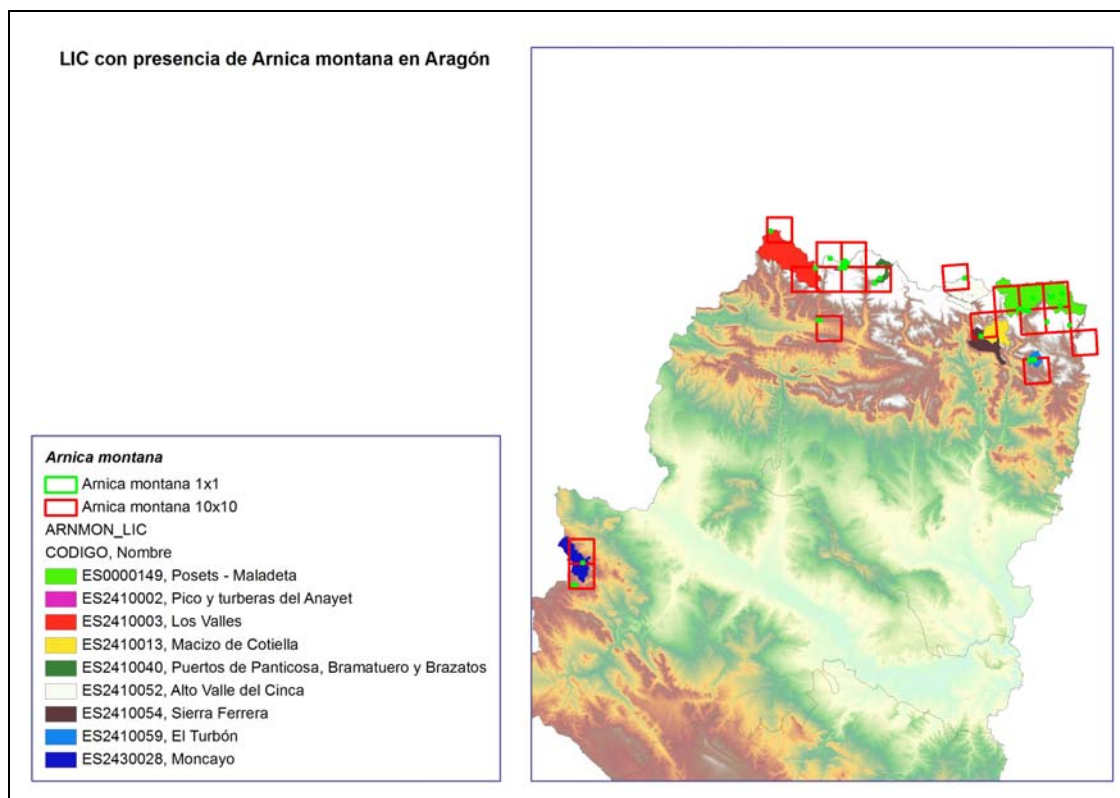 LIC con presencia de Arnica montana en Aragón
Arnica montana
Arnica montana 1x1
Arnica montana 10x10
ARNMON_LIC
CODIGO, Nombre
ES0000149, Posets - Maladeta
ES2410002, Pico y turberas del Anayet
ES2410003, Los Valles
ES2410013, Macizo de Cotiella
ES2410040, Puertos de Panticosa, Bramatuero y Brazatos
ES2410052, Alto Valle del Cinca
ES2410054, Sierra Ferrera
ES2410059, El Turbón
ES2430028, Moncayo